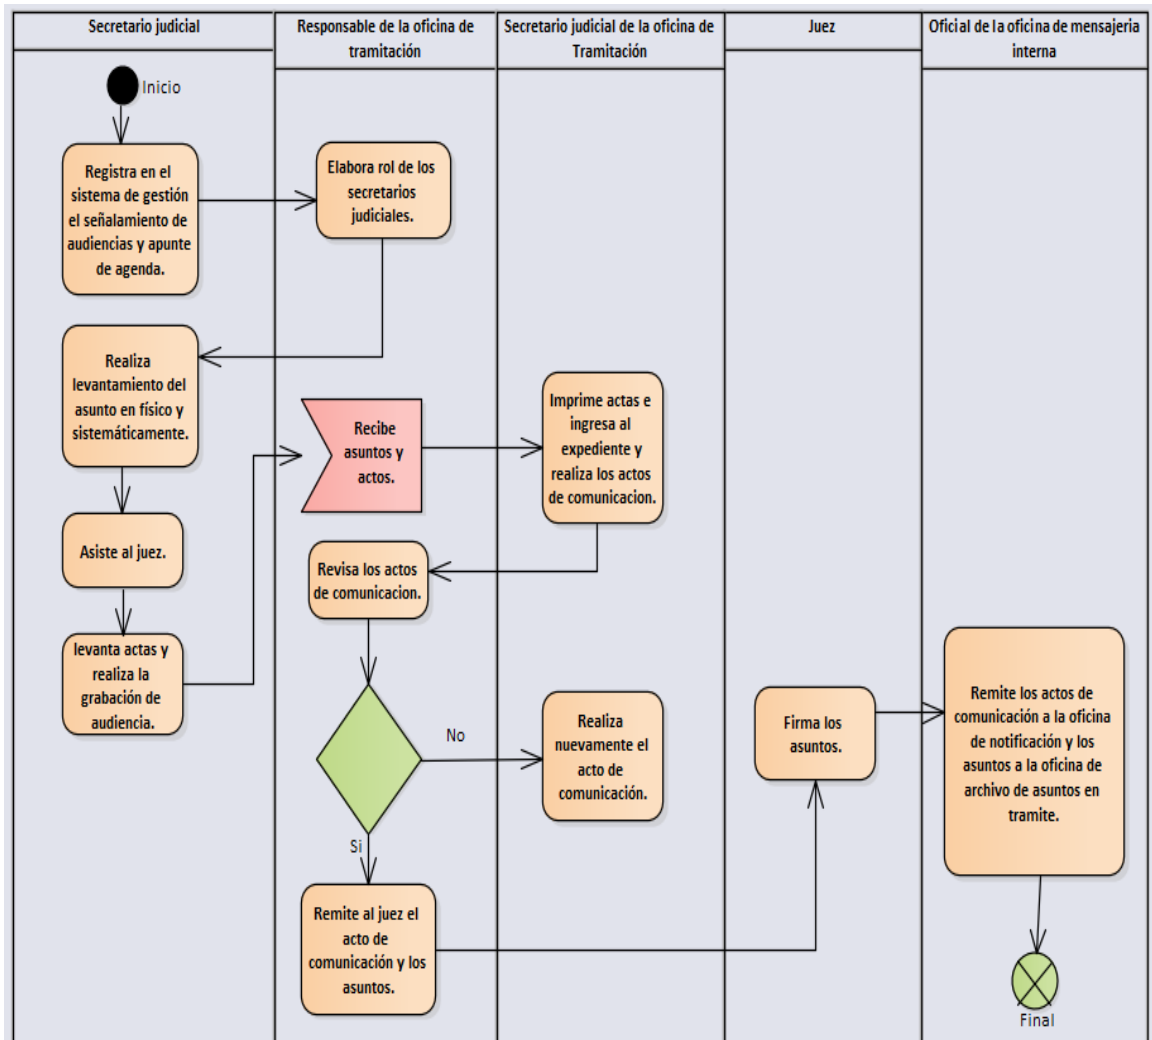 Secretario judicial
Responsable de la oficina de
tramitación
Secretario judicial de la oficina de
Tramitación
Juez
Oficial de la oficina de mensajeria
interna
Inicio
Registra en el
sistema de gestión
el señalamiento de
audiencias y apunte
de agenda.
Elabora rol de los
secretarios
judiciales.
Realiza
levantamiento del
asunto en físico y
sistemáticamente.
Asiste al juez.
levanta actas y
realiza la
grabación de
audiencia.
Recibe
asuntos y
actos.
Imprime actas e
ingresa al
expediente y
realiza los actos
de comunicacion.
Revisa los actos
de comunicacion.
No
Realiza
nuevamente el
acto de
comunicación.
Si
Remite al juez el
acto de
comunicación y los
asuntos.
Firma los
asuntos.
Remite los actos de
comunicación a la oficina
de notificación y los
asuntos a la oficina de
archivo de asuntos en
tramite.
Final